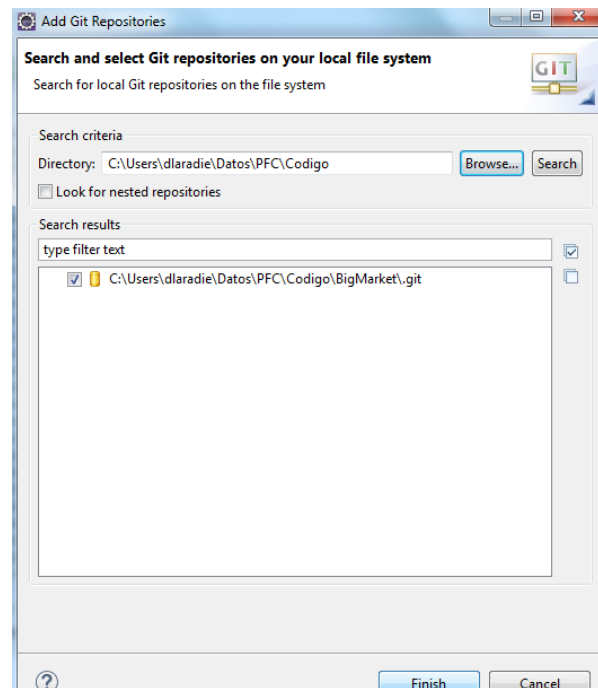 Add Git Repositories
Search and select Git repositories on your local file system
Search for local Git repositories on the file system
GIT
Search criteria
Directory: C:\Users\dlaradie\Datos\PFC\Codigo Browse... Search
Look for nested repositories
Search results
type filter text
C:\Users\dlaradie\Datos\PFC\Codigo\BigMarket\.git
? Finish Cancel